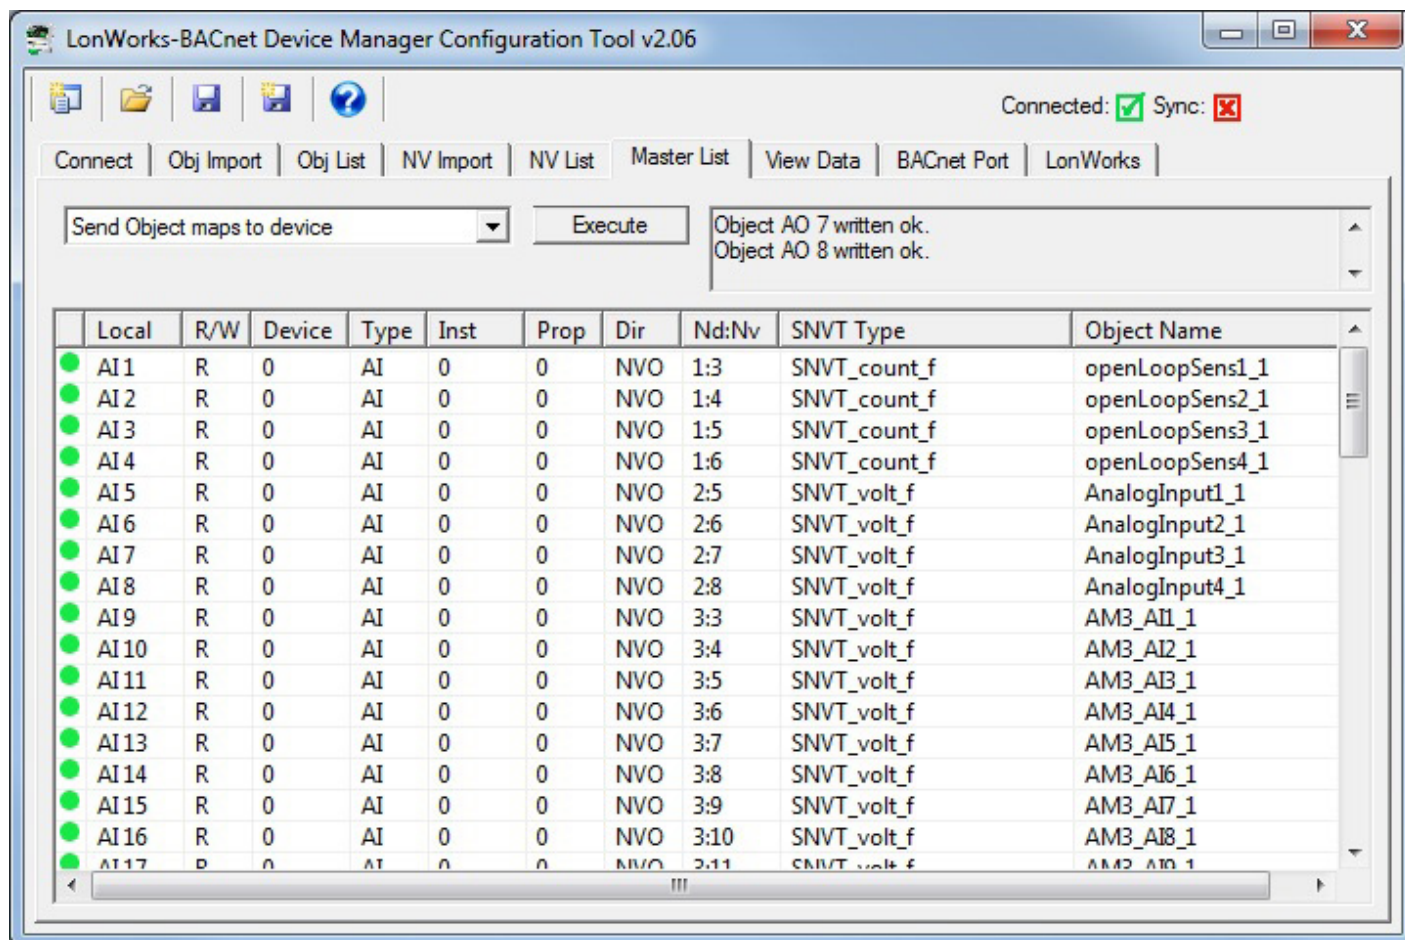 LonWorks-BACnet Device Manager Configuration Tool v2.06
Connected: Sync:
Connect Obj Import Obj List NV Import NV List Master List View Data BACnet Port LonWorks
Send Object maps to device Execute Object AO 7 written ok.
Object AO 8 written ok.
Local R/W Device Type Inst Prop Dir Nd:Nv SNVT Type Object Name
AI 1 R 0 AI 0 0 NVO 1:3 SNVT_count_f openLoopSens1_1
AI 2 R 0 AI 0 0 NVO 1:4 SNVT_count_f openLoopSens2_1
AI 3 R 0 AI 0 0 NVO 1:5 SNVT_count_f openLoopSens3_1
AI 4 R 0 AI 0 0 NVO 1:6 SNVT_count_f openLoopSens4_1
AI 5 R 0 AI 0 0 NVO 2:5 SNVT_volt_f AnalogInput1_1
AI 6 R 0 AI 0 0 NVO 2:6 SNVT_volt_f AnalogInput2_1
AI 7 R 0 AI 0 0 NVO 2:7 SNVT_volt_f AnalogInput3_1
AI 8 R 0 AI 0 0 NVO 2:8 SNVT_volt_f AnalogInput4_1
AI 9 R 0 AI 0 0 NVO 3:3 SNVT_volt_f AM3_AI1_1
AI 10 R 0 AI 0 0 NVO 3:4 SNVT_volt_f AM3_AI2_1
AI 11 R 0 AI 0 0 NVO 3:5 SNVT_volt_f AM3_AI3_1
AI 12 R 0 AI 0 0 NVO 3:6 SNVT_volt_f AM3_AI4_1
AI 13 R 0 AI 0 0 NVO 3:7 SNVT_volt_f AM3_AI5_1
AI 14 R 0 AI 0 0 NVO 3:8 SNVT_volt_f AM3_AI6_1
AI 15 R 0 AI 0 0 NVO 3:9 SNVT_volt_f AM3_AI7_1
AI 16 R 0 AI 0 0 NVO 3:10 SNVT_volt_f AM3_AI8_1
AI 17 R 0 AI 0 0 NVO 3:11 SNVT_volt_f AM3_AI9_1